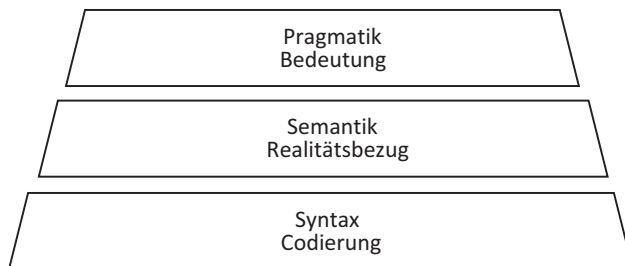 Pragmatik
Bedeutung
Semantik
Realitätsbezug
Syntax
Codierung